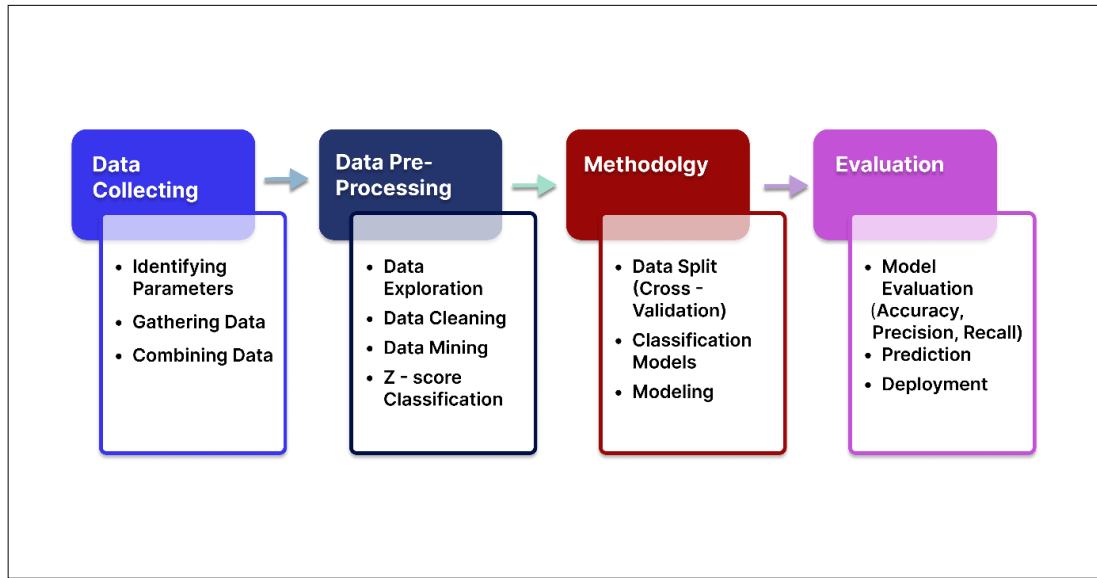 Data
Collecting
• Identifying
Parameters
• Gathering Data
• Combining Data
Data Pre-
Processing
• Data
Exploration
• Data Cleaning
• Data Mining
• Z - score
Classification
Methodolgy
• Data Split
(Cross -
Validation)
• Classification
Models
• Modeling
Evaluation
• Model
Evaluation
(Accuracy,
Precision, Recall)
• Prediction
• Deployment